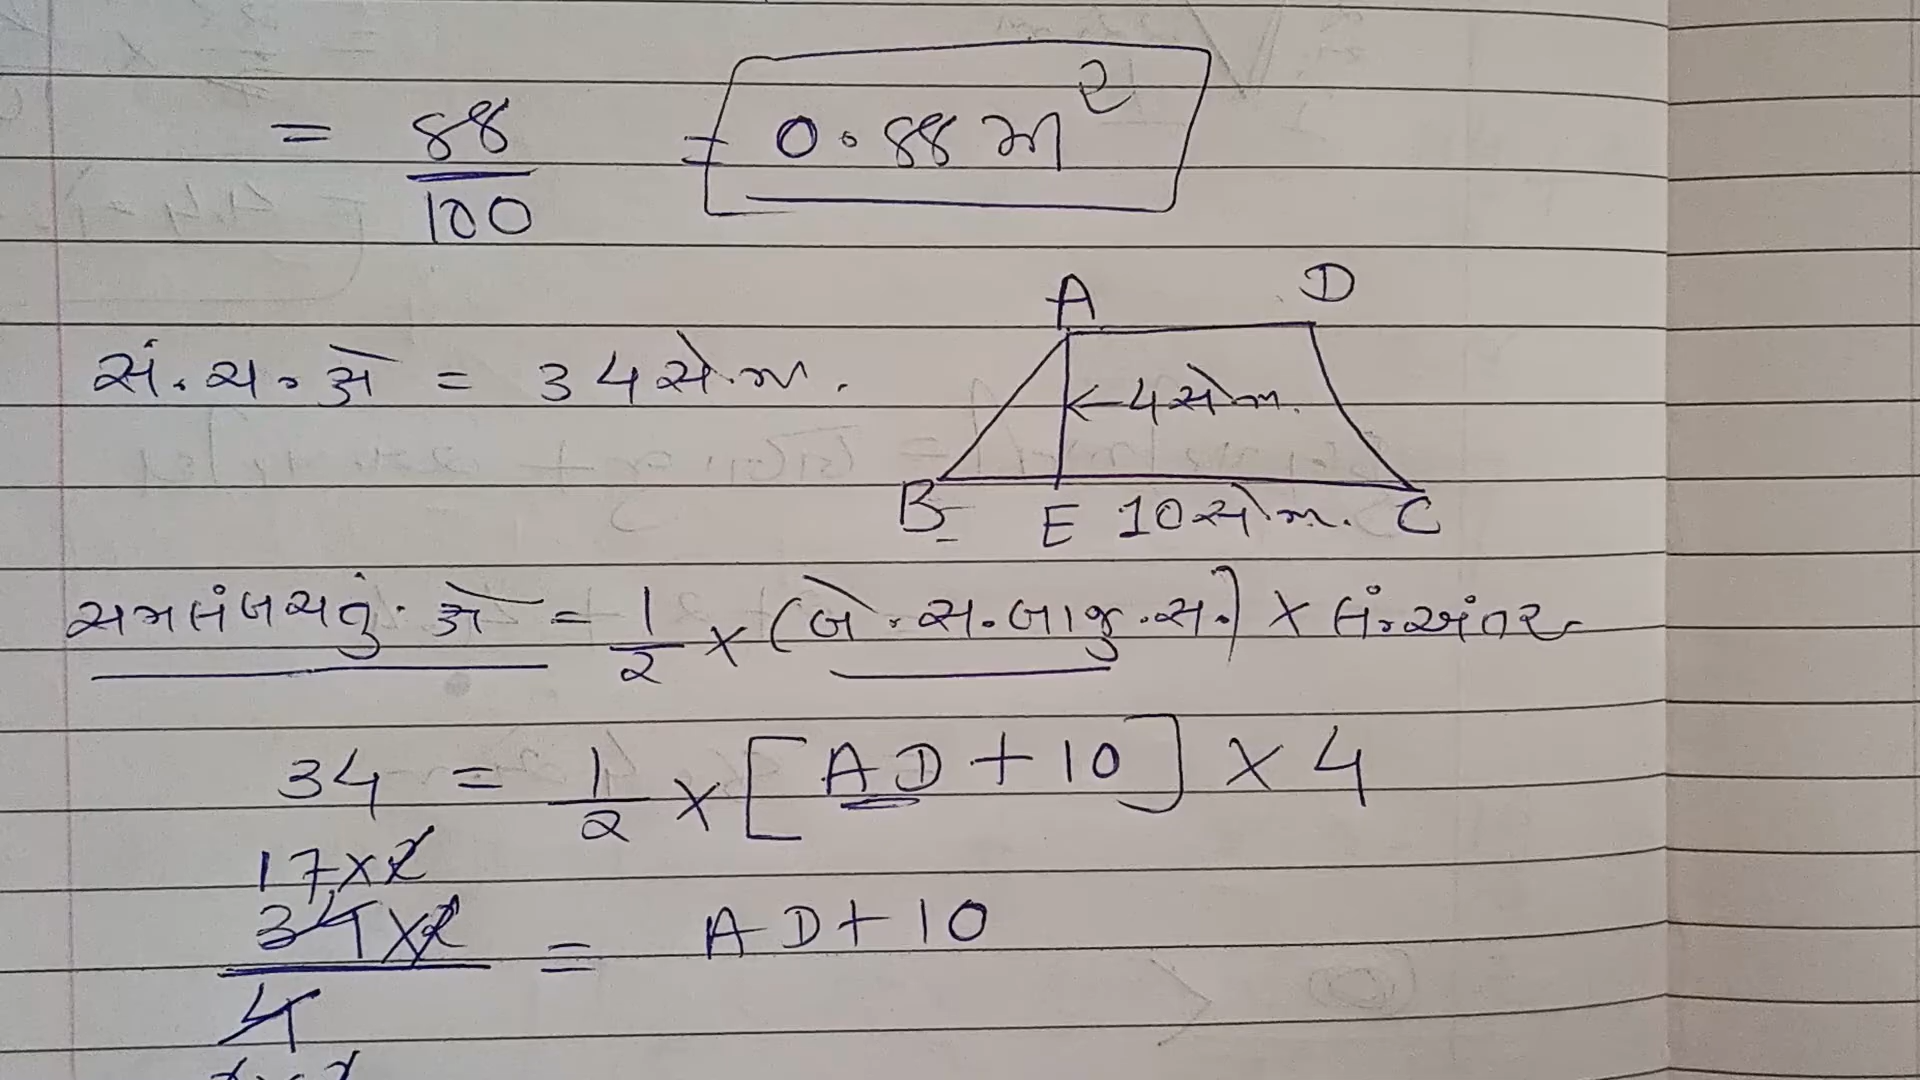 = 88/100 = 0.88 મી²
A D
સં.ચ.ક્ષે = 34 સેમી.
← 4 સેમી.
B E 10 સેમી. C
સમલંબચતુ. ક્ષે = 1/2 × (બે.સ.બાજુ.સ.) × લં.અંતર
34 = 1/2 × [AD + 10] × 4
17×2
34×2/4 = AD + 10